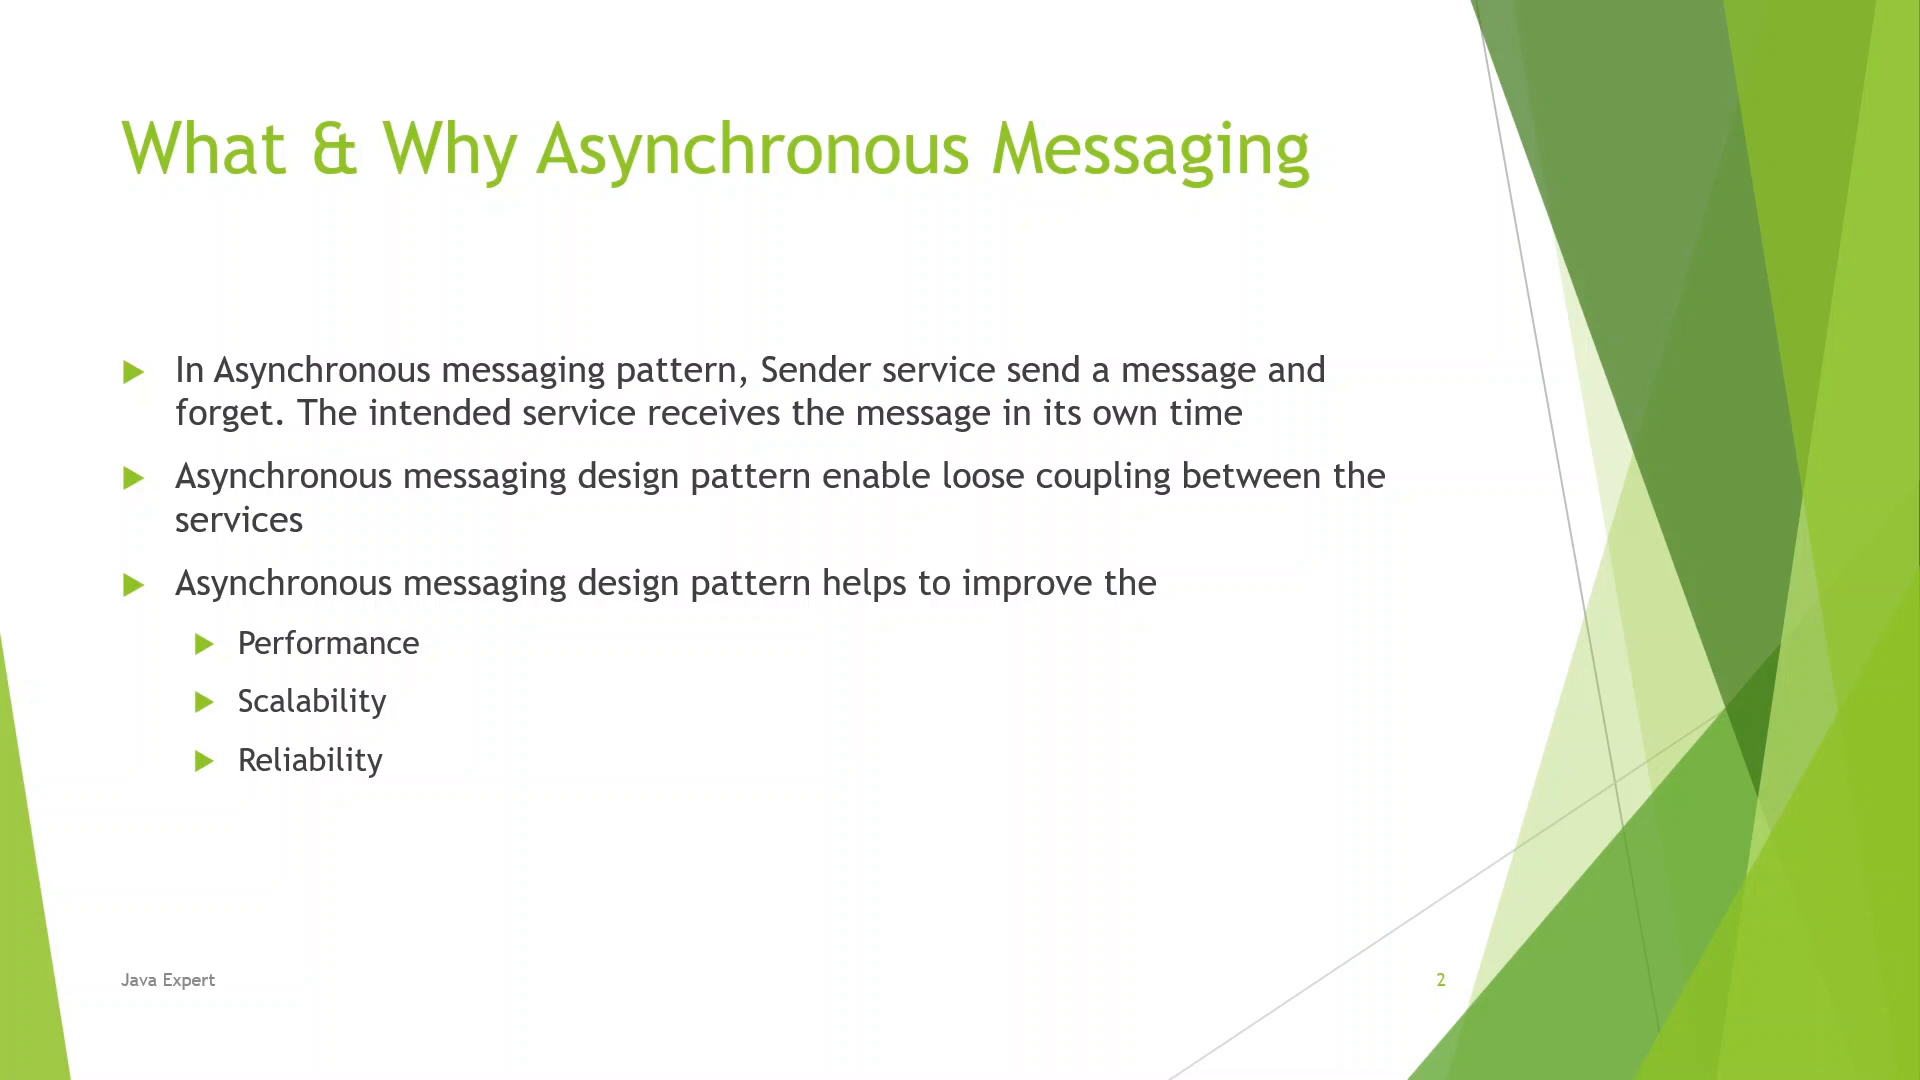 What & Why Asynchronous Messaging
In Asynchronous messaging pattern, Sender service send a message and
forget. The intended service receives the message in its own time
Asynchronous messaging design pattern enable loose coupling between the
services
Asynchronous messaging design pattern helps to improve the
Performance
Scalability
Reliability
Java Expert
2